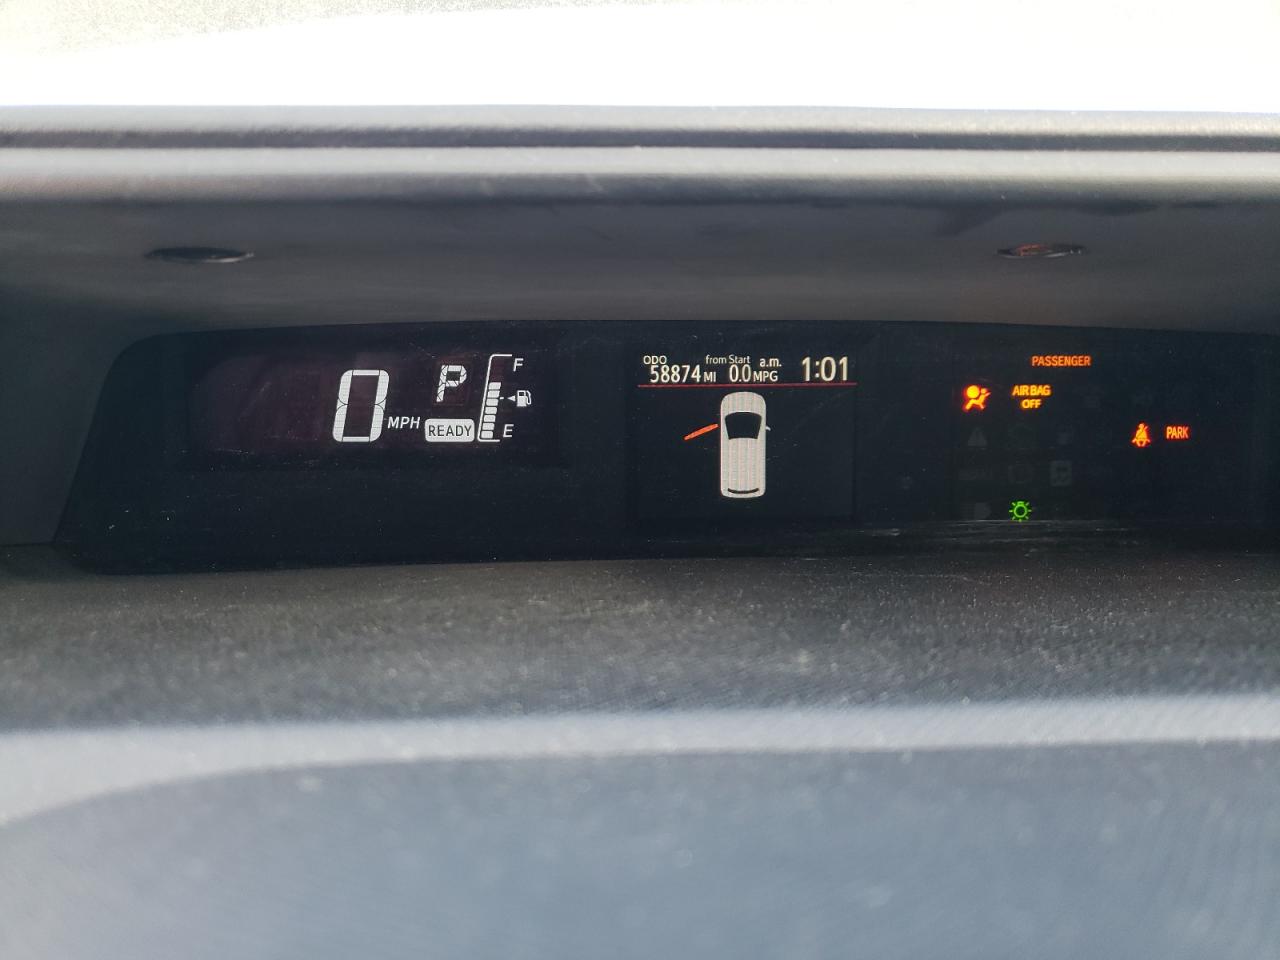 0 MPH
P
READY
F
E
ODO
58874 MI
from Start
0.0 MPG
a.m.
1:01
PASSENGER
AIR BAG
OFF
PARK